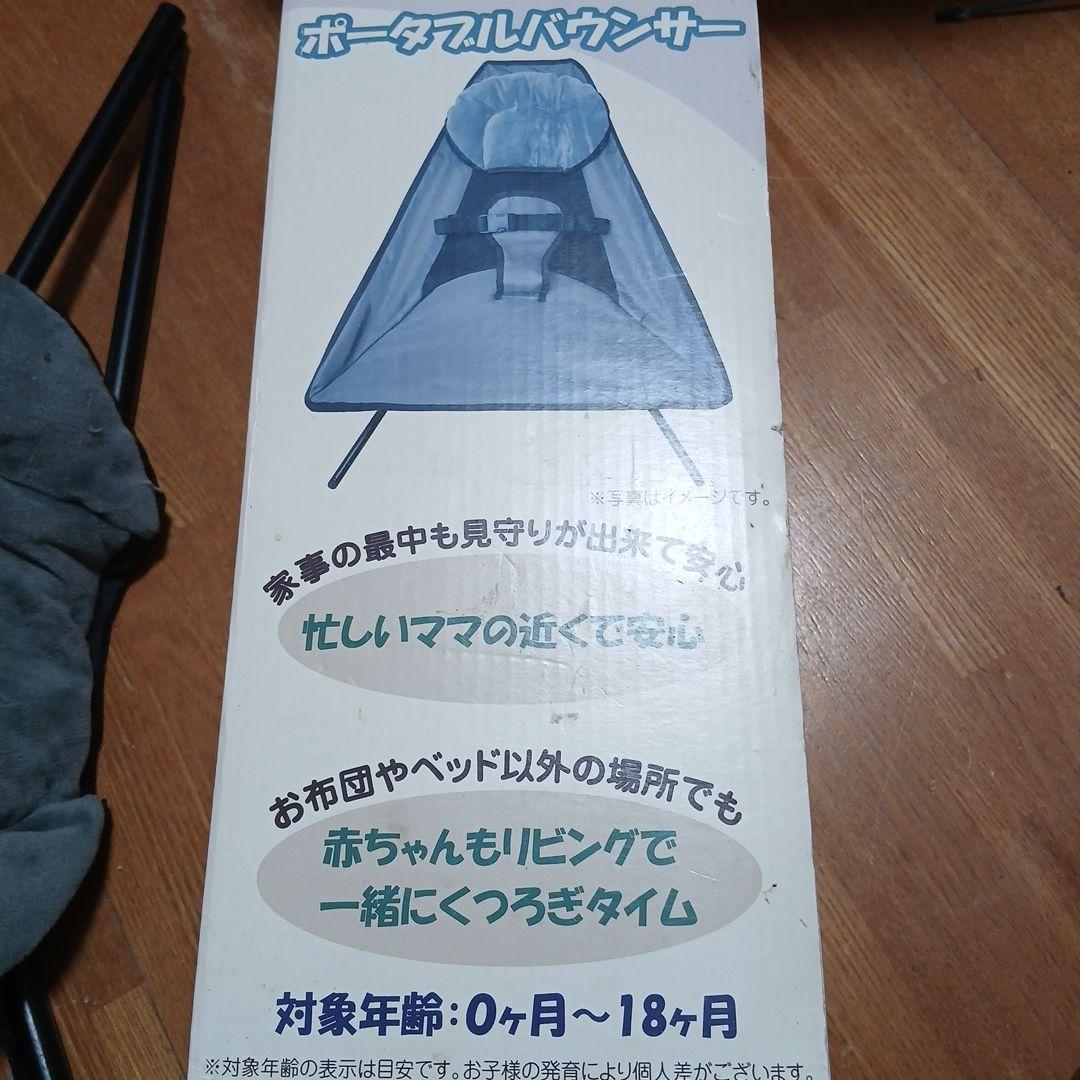 ポータブルバウンサー
※写真はイメージです。
家事の最中も見守りが出来て安心
忙しいママの近くで安心
お布団やベッド以外の場所でも
赤ちゃんもリビングで
一緒にくつろぎタイム
対象年齢:0ヶ月〜18ヶ月
※対象年齢の表示は目安です。お子様の発育により個人差がございます。